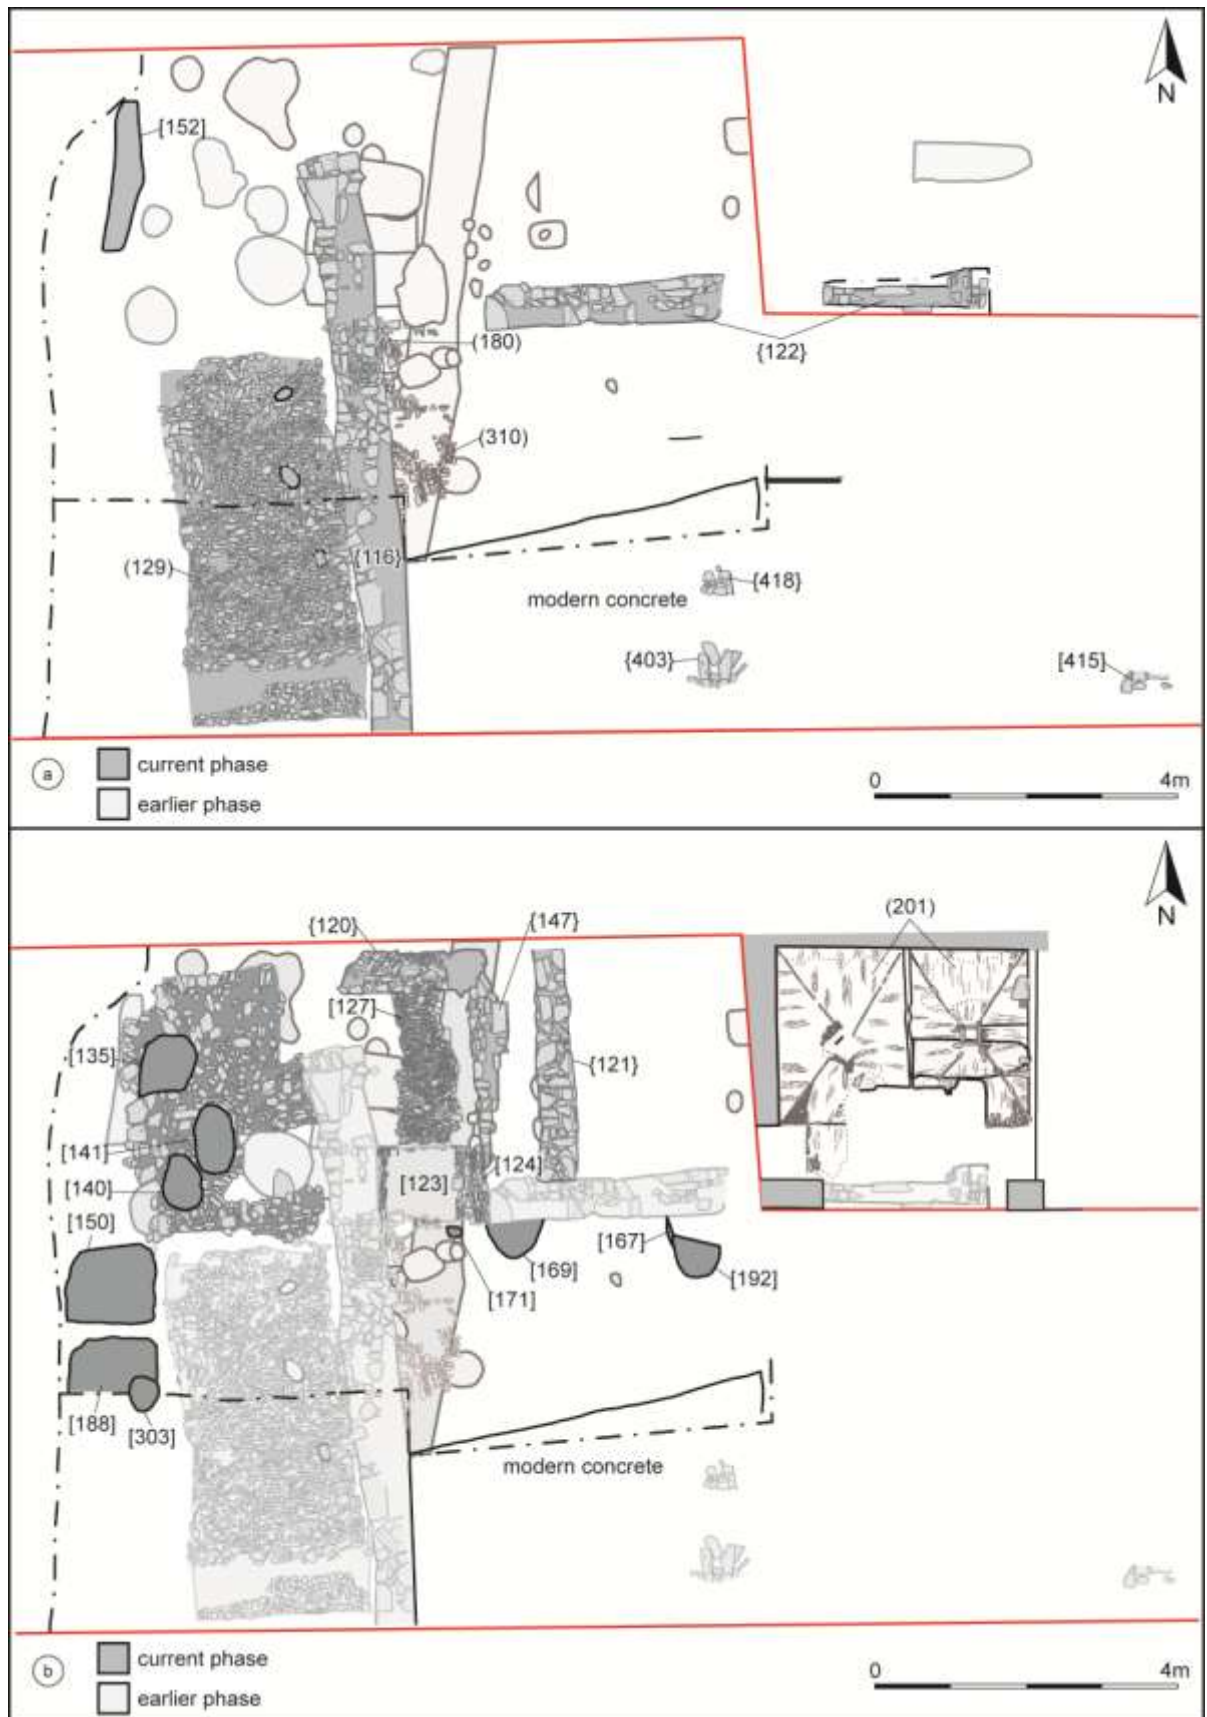 N
[152]
(180)
{122}
(310)
(129)
{116}
{418}
modern concrete
{403}
[415]
a
current phase
earlier phase
0
4m
(201)
N
{120}
{147}
[127]
[135]
{121}
[141]
[124]
[140]
[123]
[150]
[167]
[169]
[192]
[171]
[188]
[303]
modern concrete
b
current phase
earlier phase
0
4m